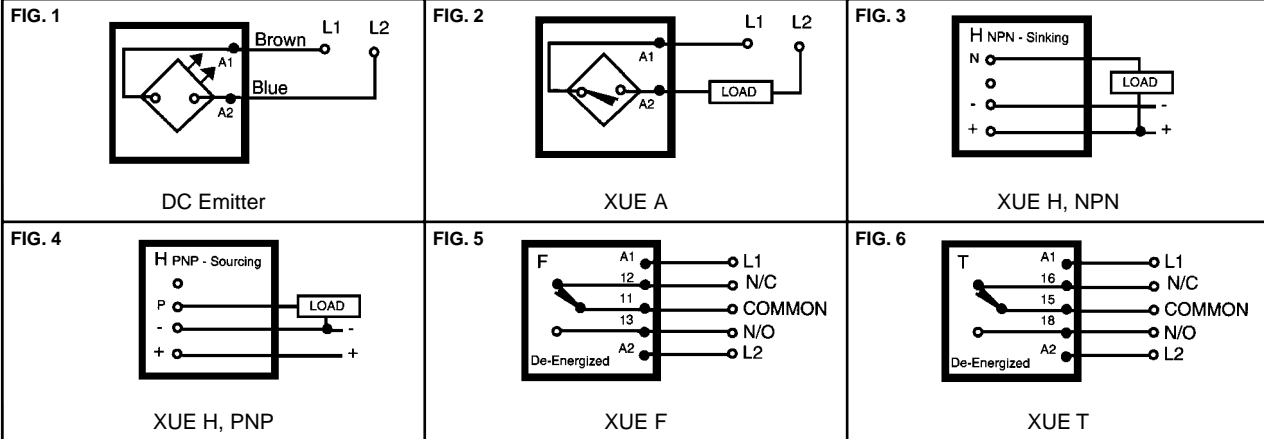 FIG. 1
L1
L2
Brown
A1
Blue
A2
DC Emitter
FIG. 2
L1
L2
A1
A2
LOAD
XUE A
FIG. 3
H NPN - Sinking
N
LOAD
- -
+ +
XUE H, NPN
FIG. 4
H PNP - Sourcing
P
LOAD
- -
+ +
XUE H, PNP
FIG. 5
F
A1 L1
12 N/C
11 COMMON
13 N/O
A2 L2
De-Energized
XUE F
FIG. 6
T
A1 L1
16 N/C
15 COMMON
18 N/O
A2 L2
De-Energized
XUE T